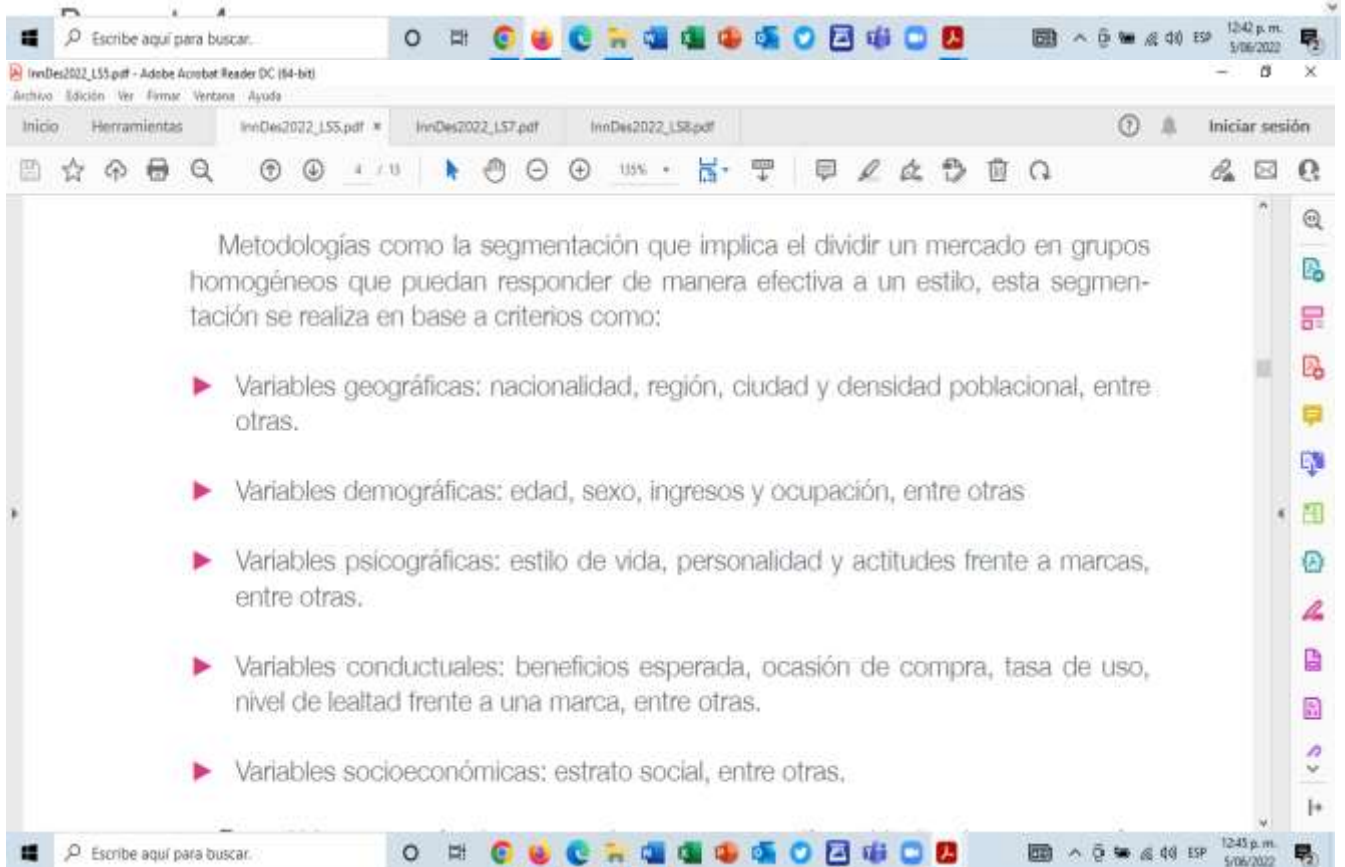 Escribe aquí para buscar.
ESP
12:42 p. m.
5/06/2022
InnDes2022_LS5.pdf - Adobe Acrobat Reader DC (64-bit)
Archivo Edición Ver Firmar Ventana Ayuda
Inicio Herramientas InnDes2022_LS5.pdf × InnDes2022_LS7.pdf InnDes2022_LS8.pdf Iniciar sesión
4 / 13 135%
Metodologías como la segmentación que implica el dividir un mercado en grupos
homogéneos que puedan responder de manera efectiva a un estilo, esta segmen-
tación se realiza en base a criterios como:
Variables geográficas: nacionalidad, región, ciudad y densidad poblacional, entre
otras.
Variables demográficas: edad, sexo, ingresos y ocupación, entre otras
Variables psicográficas: estilo de vida, personalidad y actitudes frente a marcas,
entre otras.
Variables conductuales: beneficios esperada, ocasión de compra, tasa de uso,
nivel de lealtad frente a una marca, entre otras.
Variables socioeconómicas: estrato social, entre otras.
Escribe aquí para buscar.
ESP
12:45 p. m.
5/06/2022